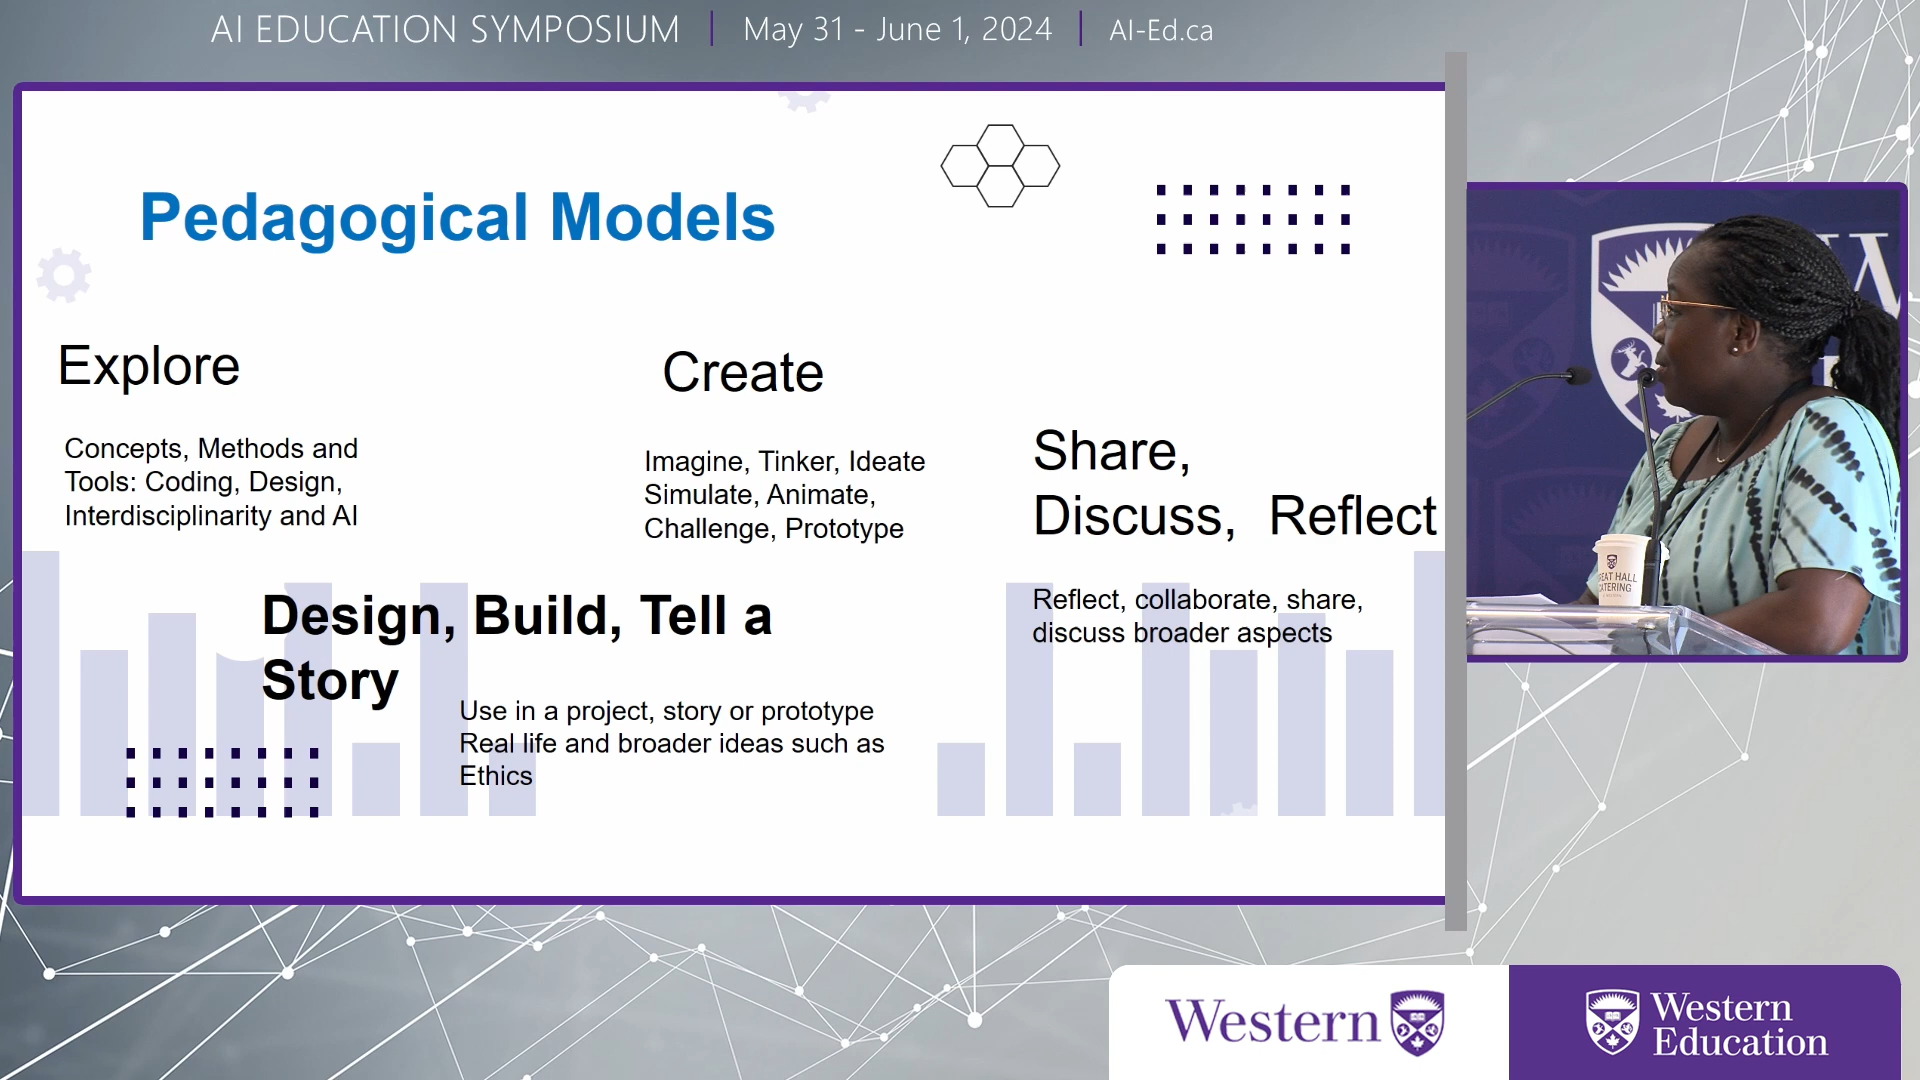 AI EDUCATION SYMPOSIUM | May 31 - June 1, 2024 | AI-Ed.ca
Pedagogical Models
Explore
Concepts, Methods and
Tools: Coding, Design,
Interdisciplinarity and AI
Create
Imagine, Tinker, Ideate
Simulate, Animate,
Challenge, Prototype
Design, Build, Tell a
Story
Use in a project, story or prototype
Real life and broader ideas such as
Ethics
Share,
Discuss, Reflect
Reflect, collaborate, share,
discuss broader aspects
EAT HALL
ATERING
Western
Western
Education